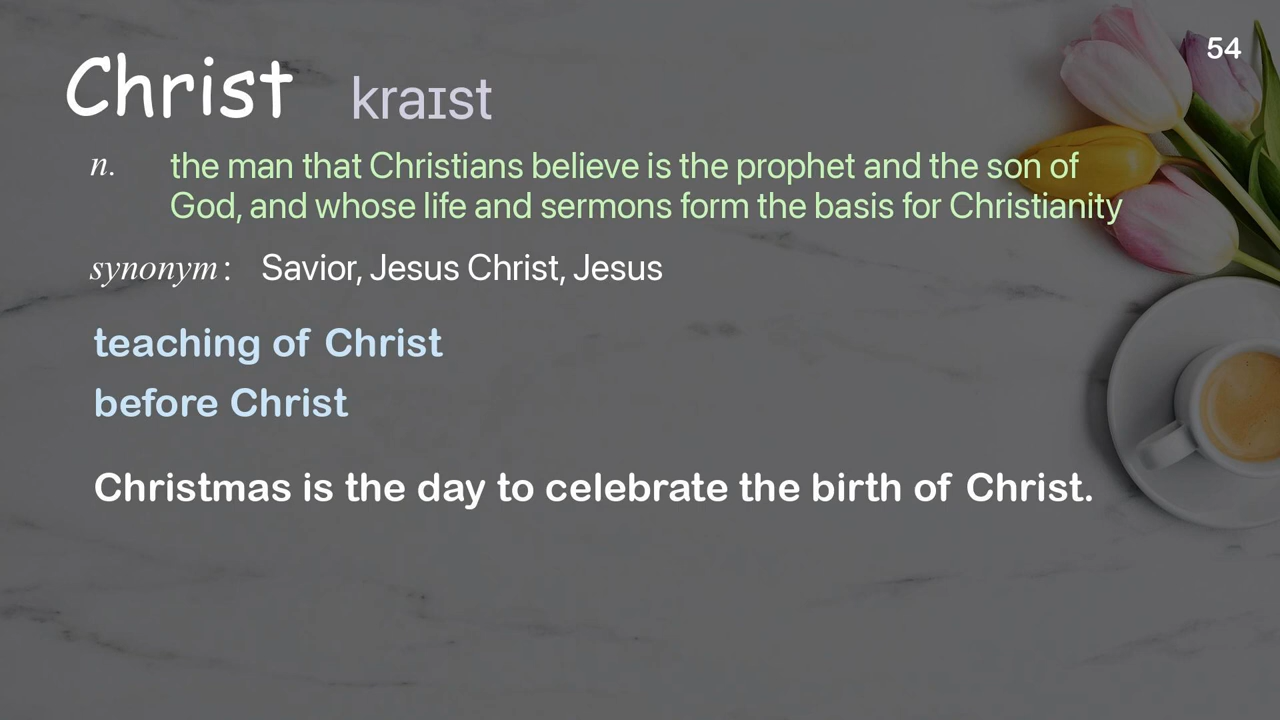 54
Christ kraɪst
n. the man that Christians believe is the prophet and the son of
God, and whose life and sermons form the basis for Christianity
synonym: Savior, Jesus Christ, Jesus
teaching of Christ
before Christ
Christmas is the day to celebrate the birth of Christ.